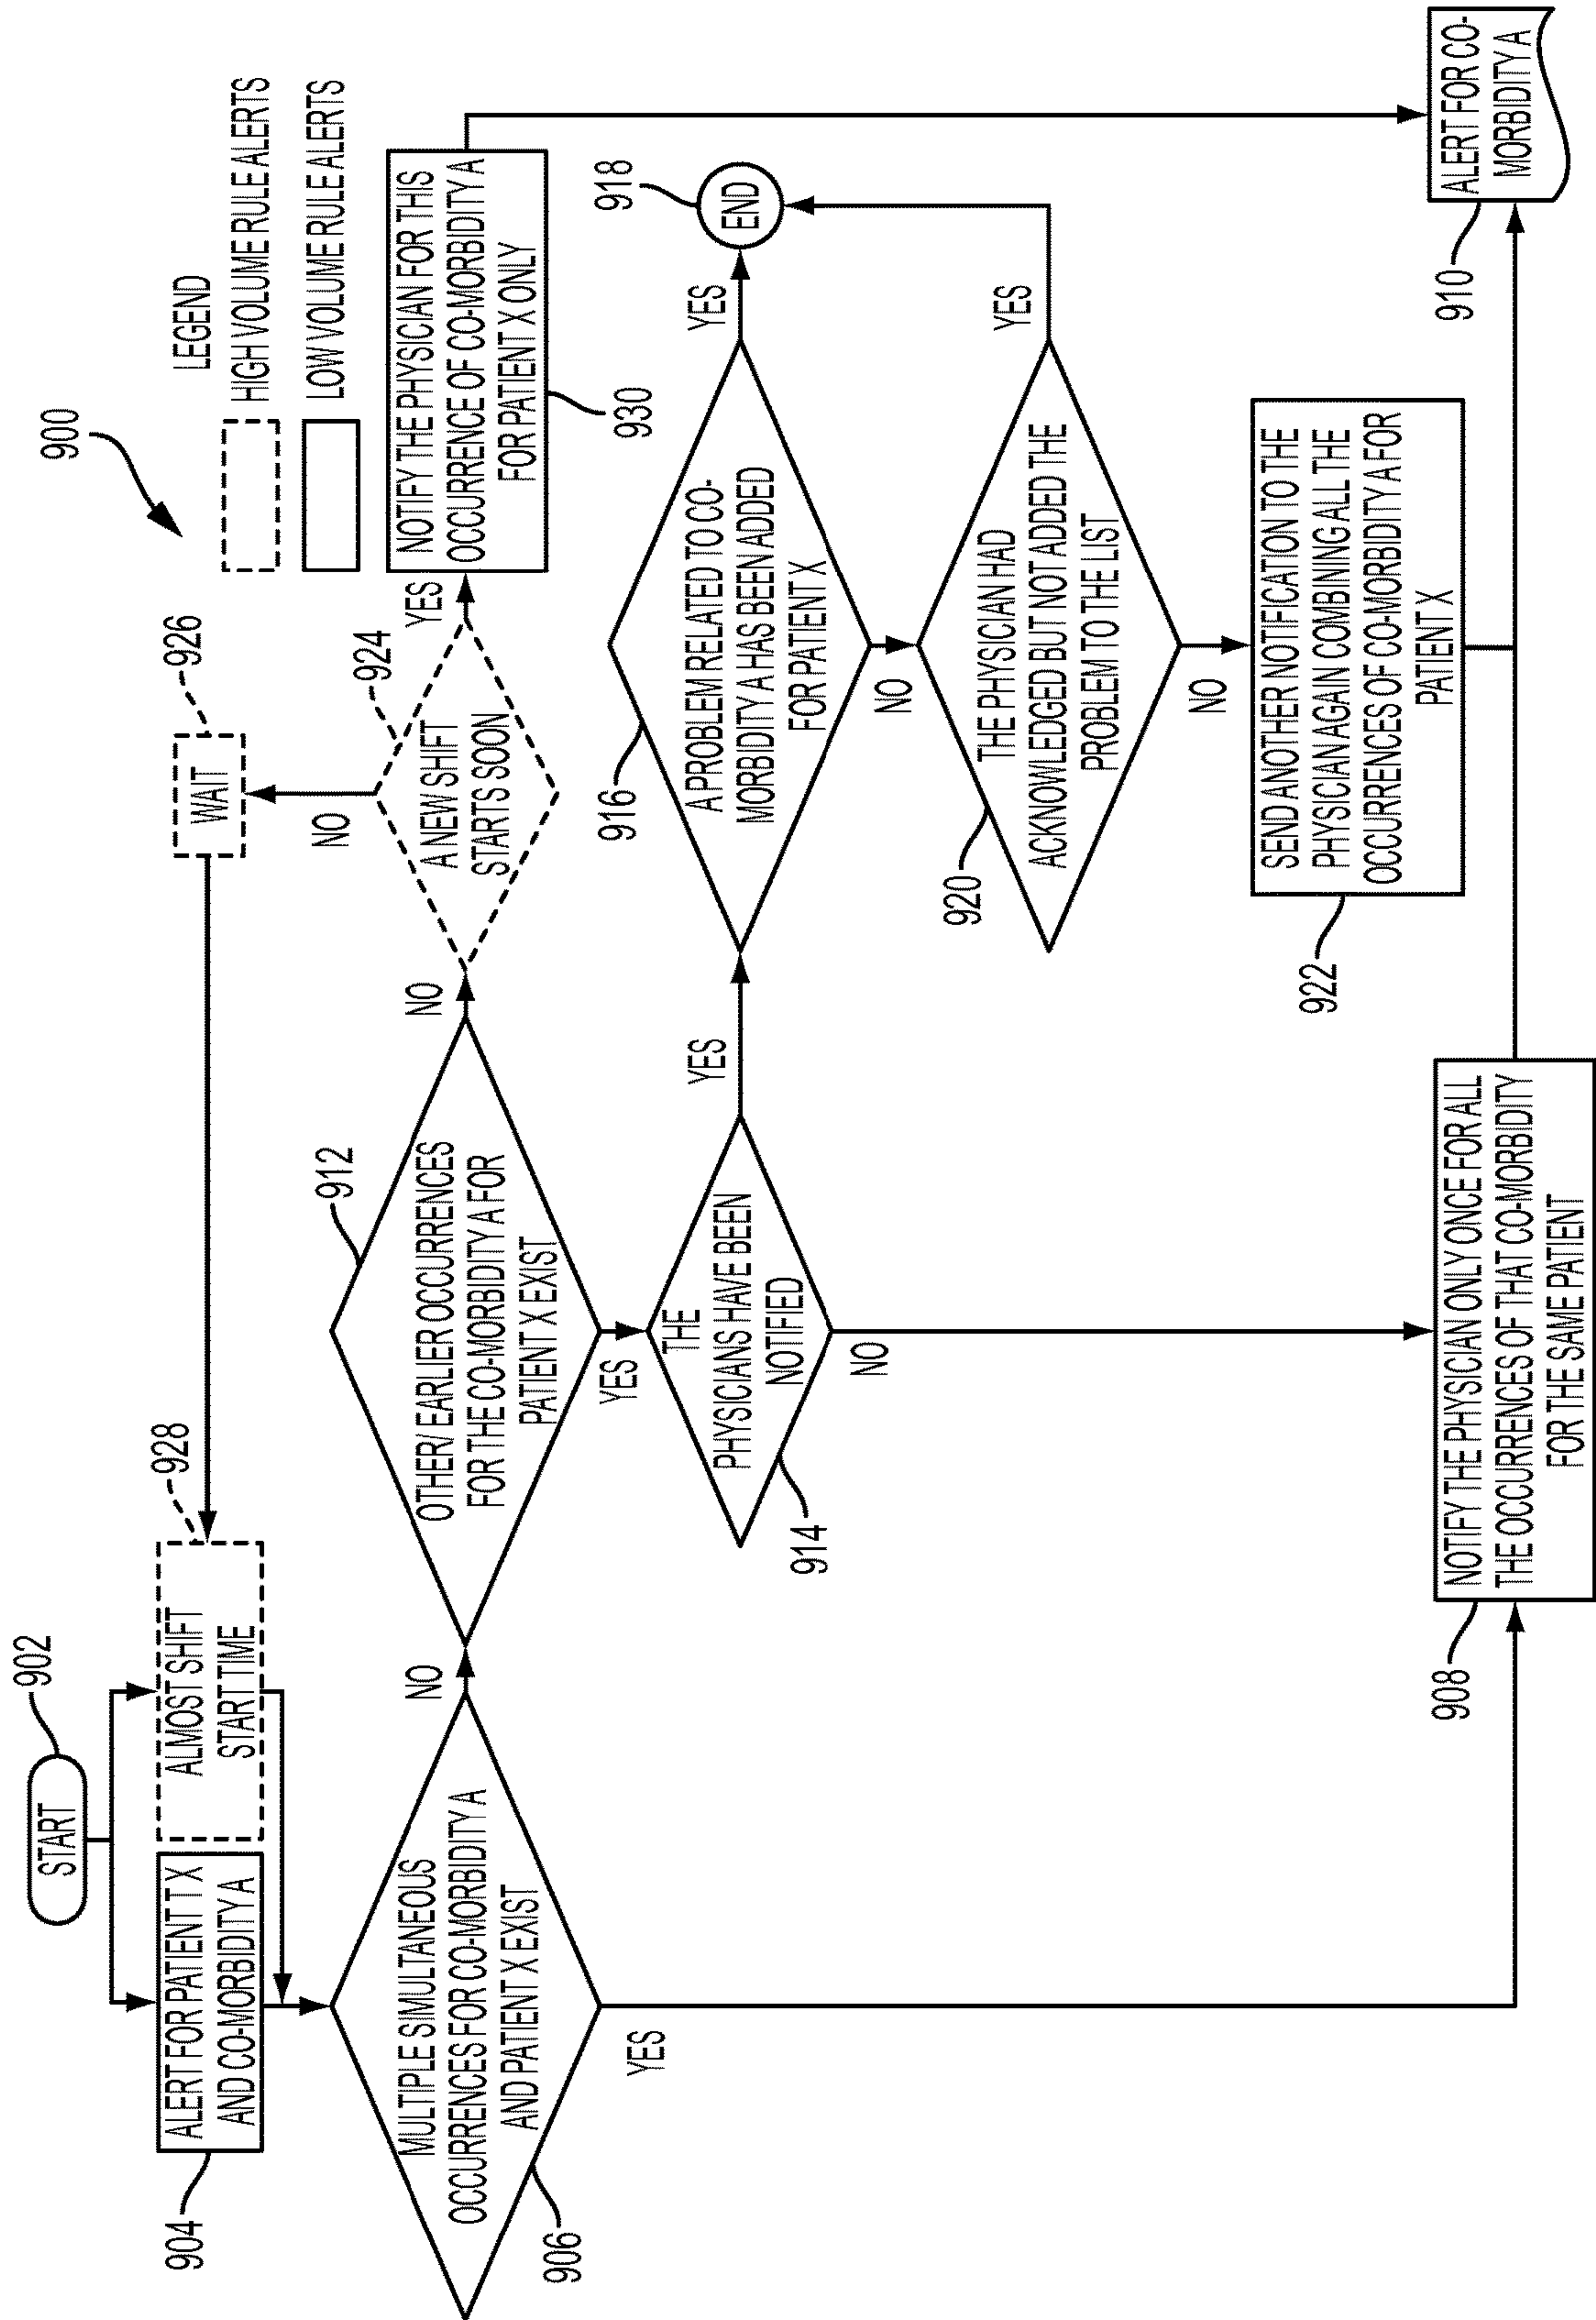 900
LEGEND
HIGH VOLUME RULE ALERTS
LOW VOLUME RULE ALERTS
902
START
904
ALERT FOR PATIENT X
AND CO-MORBIDITY A
928
ALMOST SHIFT
START TIME
926
WAIT
906
MULTIPLE SIMULTANEOUS
OCCURRENCES FOR CO-MORBIDITY A
AND PATIENT X EXIST
NO
YES
912
OTHER/ EARLIER OCCURRENCES
FOR THE CO-MORBIDITY A FOR
PATIENT X EXIST
NO
YES
924
A NEW SHIFT
STARTS SOON
NO
YES
NOTIFY THE PHYSICIAN FOR THIS
OCCURRENCE OF CO-MORBIDITY A
FOR PATIENT X ONLY
930
914
THE
PHYSICIANS HAVE BEEN
NOTIFIED
YES
NO
916
A PROBLEM RELATED TO CO-
MORBIDITY A HAS BEEN ADDED
FOR PATIENT X
YES
NO
918
END
920
THE PHYSICIAN HAD
ACKNOWLEDGED BUT NOT ADDED THE
PROBLEM TO THE LIST
YES
NO
922
SEND ANOTHER NOTIFICATION TO THE
PHYSICIAN AGAIN COMBINING ALL THE
OCCURRENCES OF CO-MORBIDITY A FOR
PATIENT X
908
NOTIFY THE PHYSICIAN ONLY ONCE FOR ALL
THE OCCURRENCES OF THAT CO-MORBIDITY
FOR THE SAME PATIENT
910
ALERT FOR CO-
MORBIDITY A